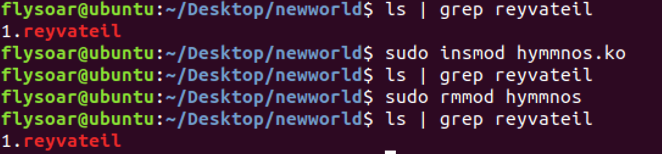 flysoar@ubuntu:~/Desktop/newworld$ ls | grep reyvateil
1.reyvateil
flysoar@ubuntu:~/Desktop/newworld$ sudo insmod hymmnos.ko
flysoar@ubuntu:~/Desktop/newworld$ ls | grep reyvateil
flysoar@ubuntu:~/Desktop/newworld$ sudo rmmod hymmnos
flysoar@ubuntu:~/Desktop/newworld$ ls | grep reyvateil
1.reyvateil